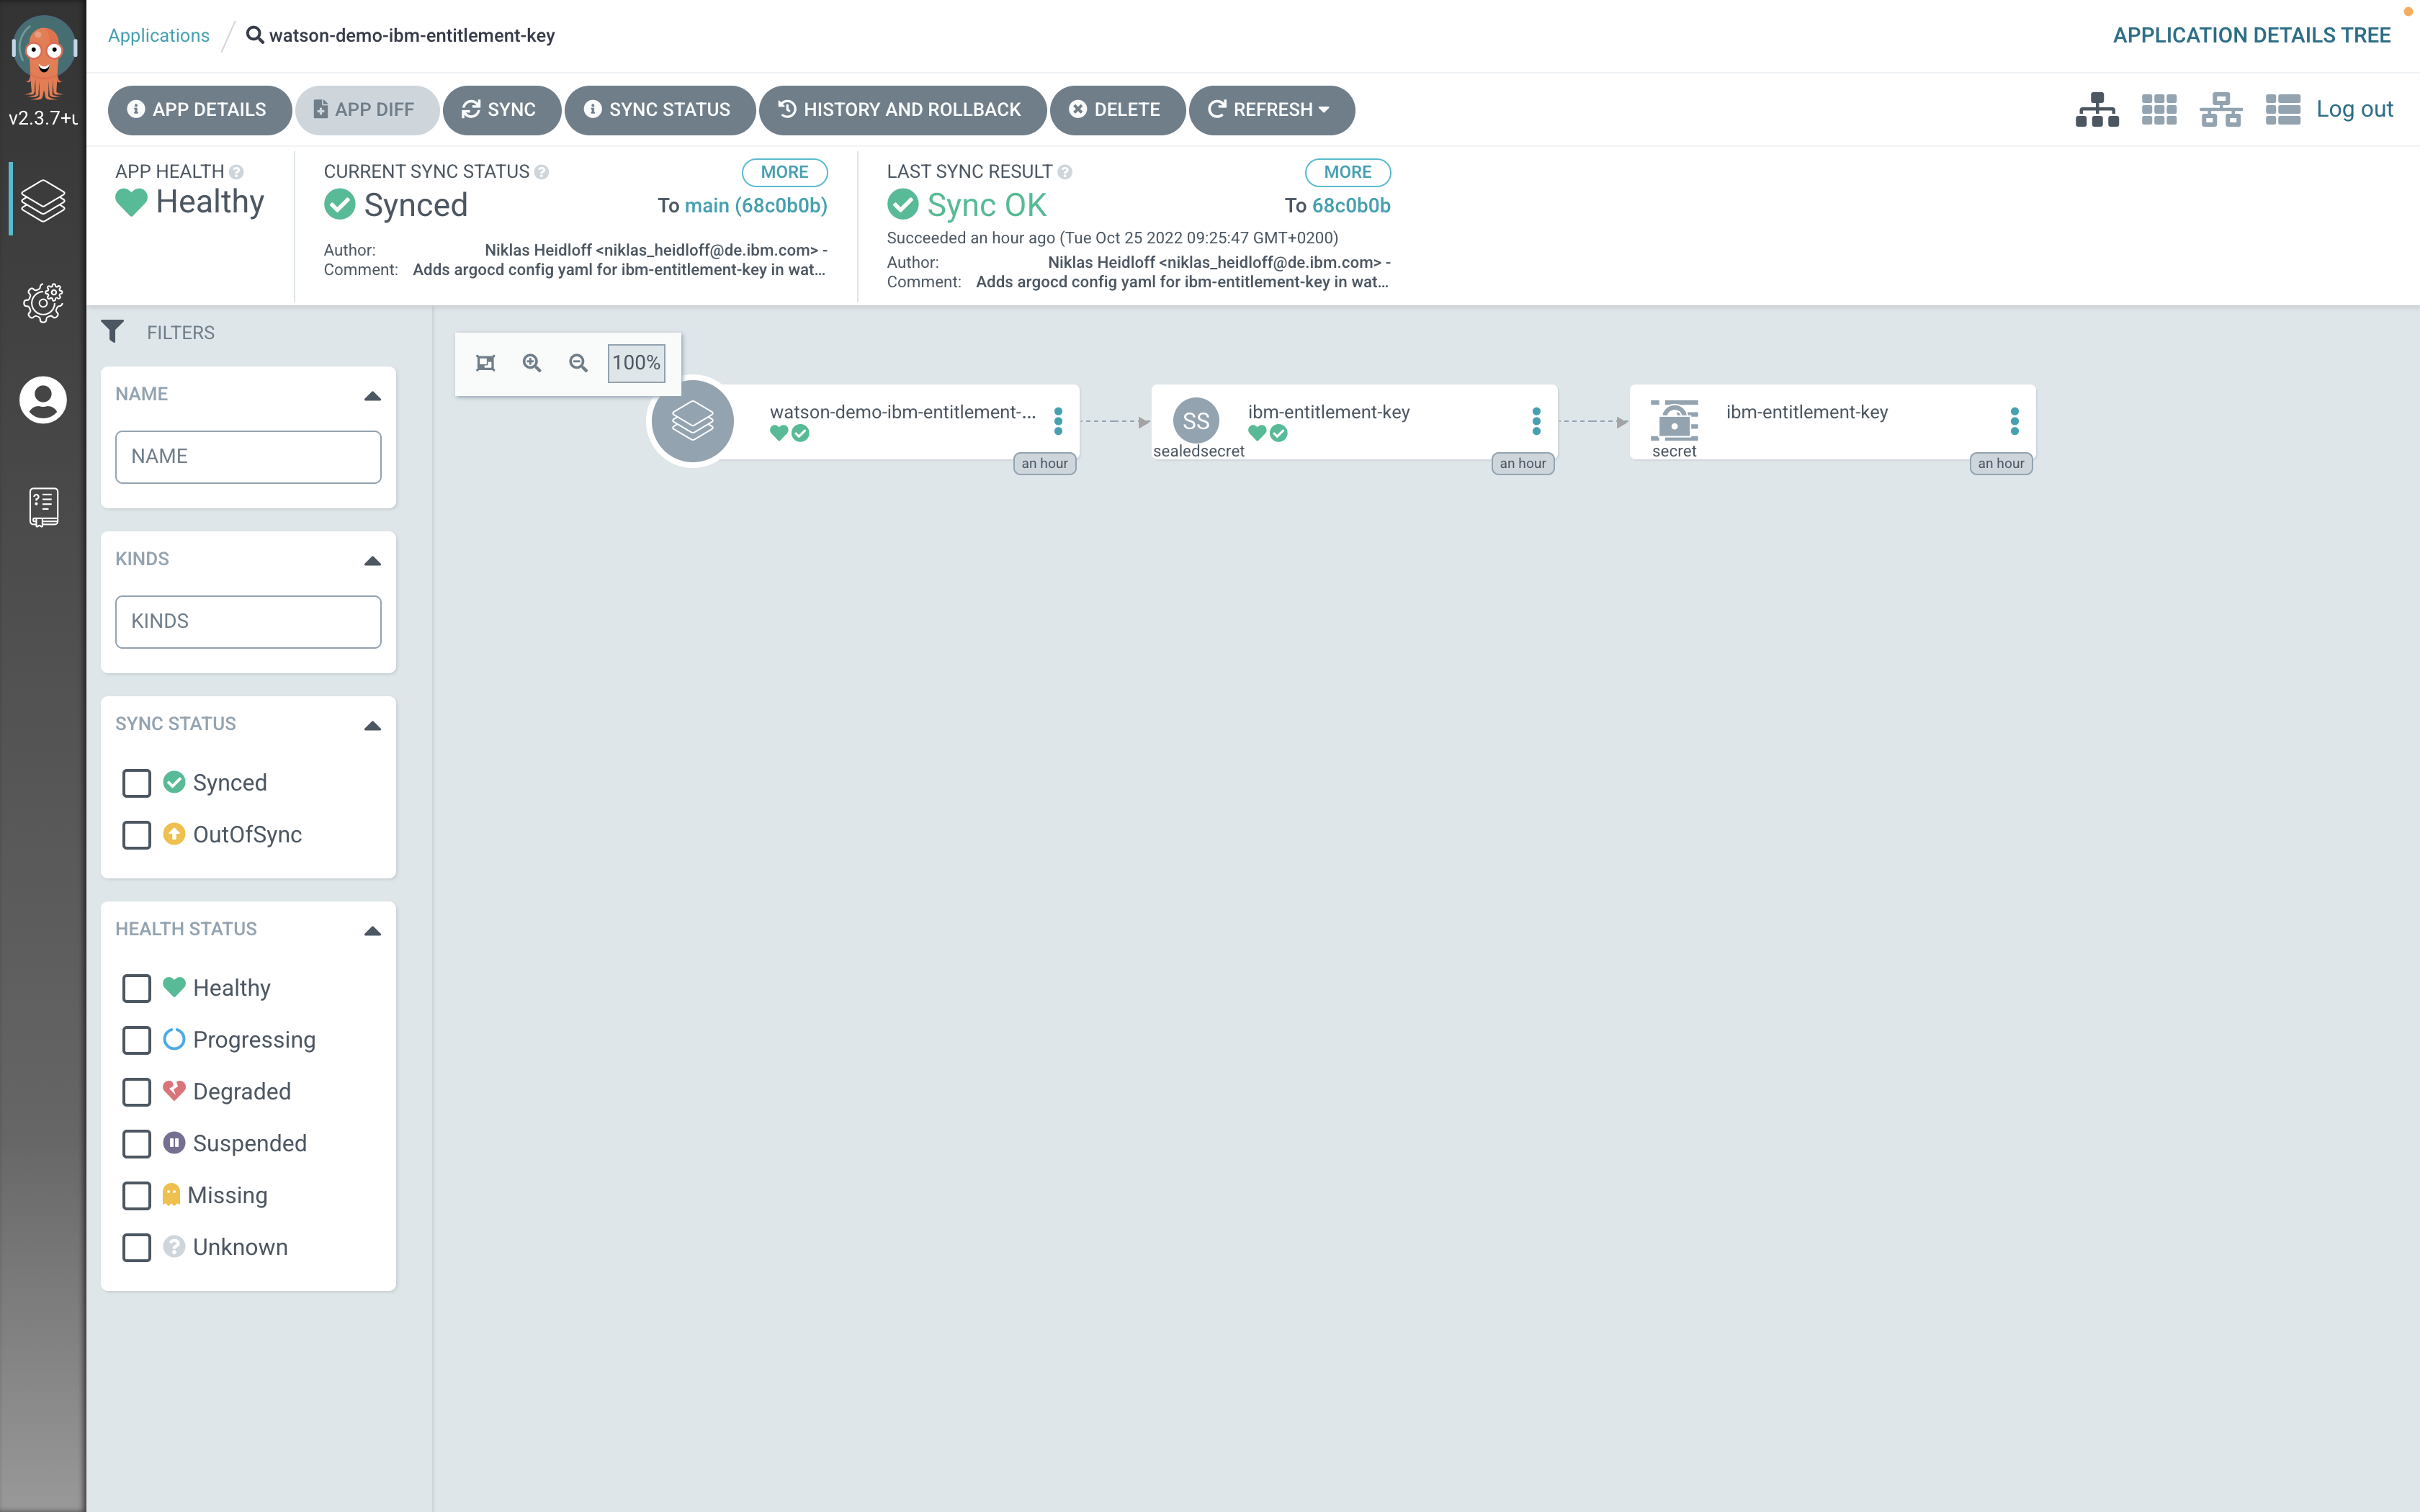 Applications / watson-demo-ibm-entitlement-key
APPLICATION DETAILS TREE
v2.3.7+u
APP DETAILS
APP DIFF
SYNC
SYNC STATUS
HISTORY AND ROLLBACK
DELETE
REFRESH
Log out
APP HEALTH ?
Healthy
CURRENT SYNC STATUS ?
MORE
Synced
To main (68c0b0b)
Author: Niklas Heidloff <niklas_heidloff@de.ibm.com> -
Comment: Adds argocd config yaml for ibm-entitlement-key in wat...
LAST SYNC RESULT ?
MORE
Sync OK
To 68c0b0b
Succeeded an hour ago (Tue Oct 25 2022 09:25:47 GMT+0200)
Author: Niklas Heidloff <niklas_heidloff@de.ibm.com> -
Comment: Adds argocd config yaml for ibm-entitlement-key in wat...
FILTERS
NAME
NAME
KINDS
KINDS
SYNC STATUS
Synced
OutOfSync
HEALTH STATUS
Healthy
Progressing
Degraded
Suspended
Missing
Unknown
100%
watson-demo-ibm-entitlement-...
an hour
SS
sealedsecret
ibm-entitlement-key
an hour
secret
ibm-entitlement-key
an hour